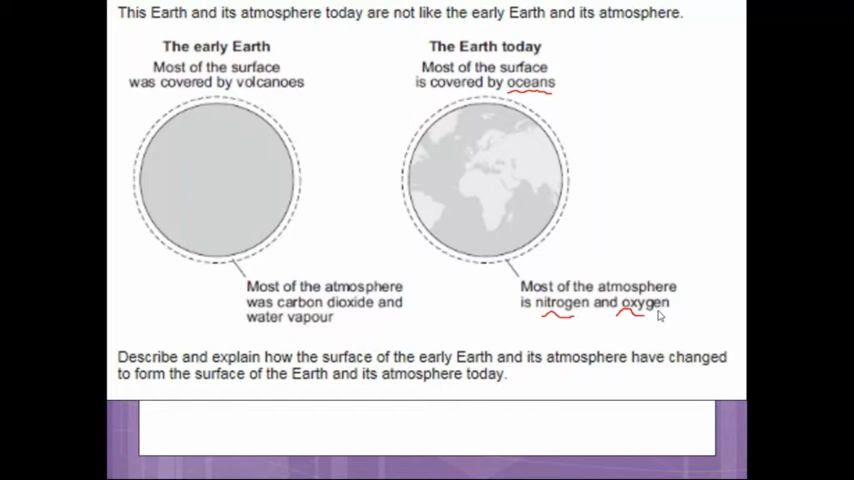 This Earth and its atmosphere today are not like the early Earth and its atmosphere.
The early Earth
Most of the surface
was covered by volcanoes
The Earth today
Most of the surface
is covered by oceans
Most of the atmosphere
was carbon dioxide and
water vapour
Most of the atmosphere
is nitrogen and oxygen
Describe and explain how the surface of the early Earth and its atmosphere have changed
to form the surface of the Earth and its atmosphere today.